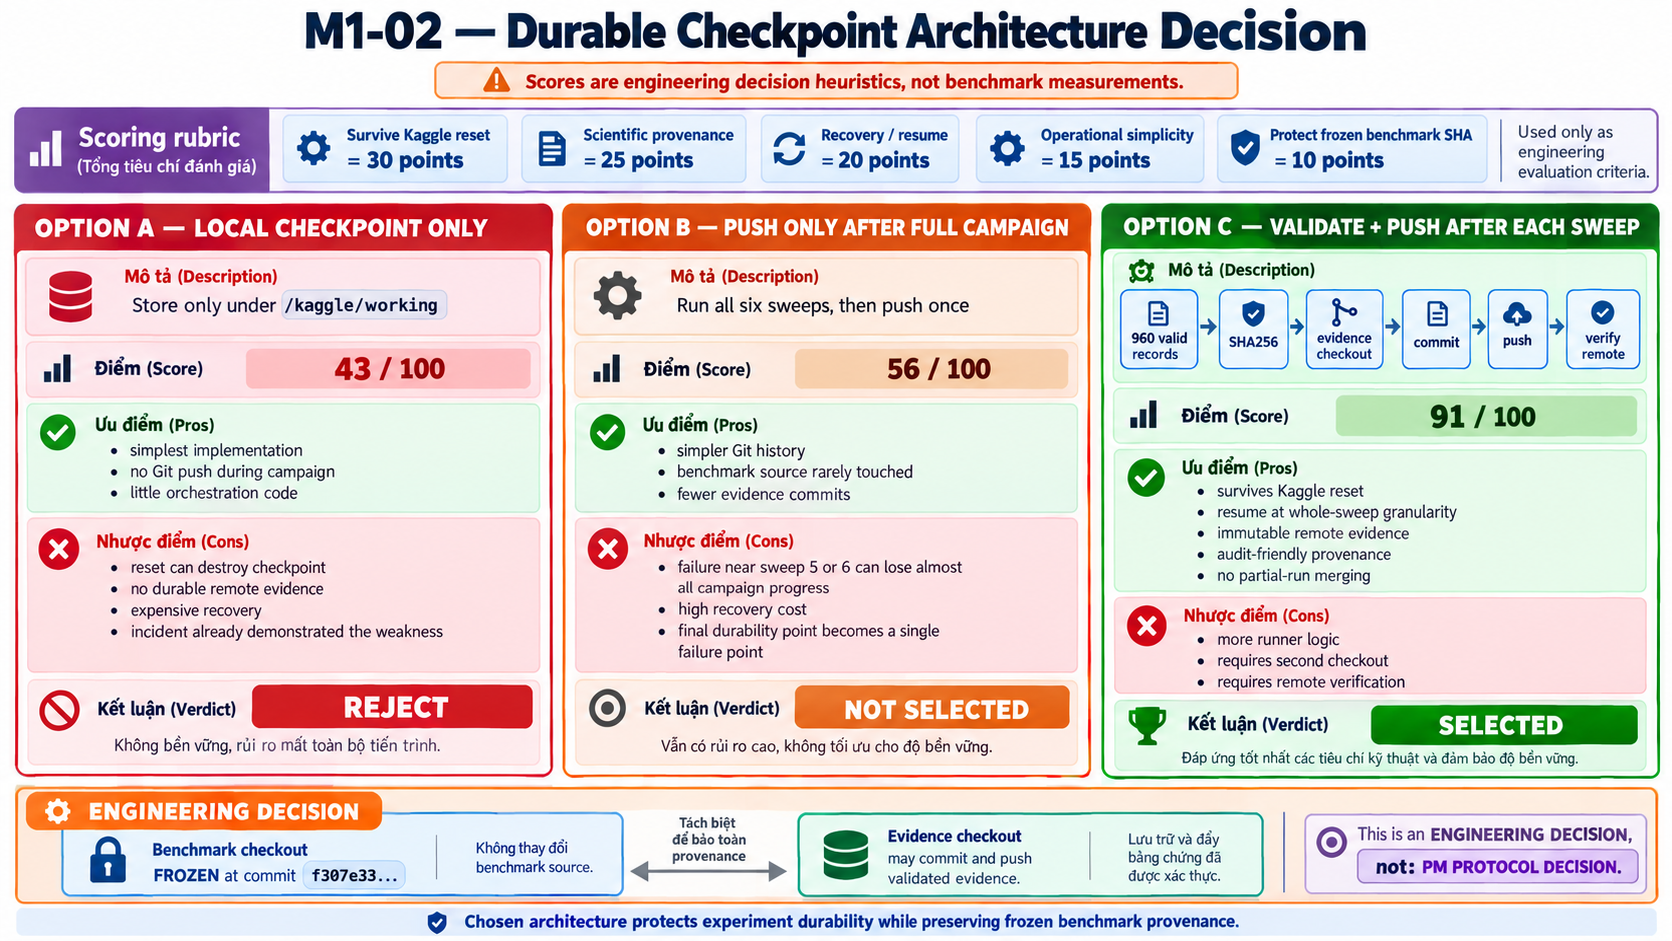 M1-02 — Durable Checkpoint Architecture Decision
Scores are engineering decision heuristics, not benchmark measurements.
Scoring rubric
(Tổng tiêu chí đánh giá)
Survive Kaggle reset
= 30 points
Scientific provenance
= 25 points
Recovery / resume
= 20 points
Operational simplicity
= 15 points
Protect frozen benchmark SHA
= 10 points
Used only as
engineering
evaluation criteria.
OPTION A — LOCAL CHECKPOINT ONLY
Mô tả (Description)
Store only under /kaggle/working
Điểm (Score)
43 / 100
Ưu điểm (Pros)
• simplest implementation
• no Git push during campaign
• little orchestration code
Nhược điểm (Cons)
• reset can destroy checkpoint
• no durable remote evidence
• expensive recovery
• incident already demonstrated the weakness
Kết luận (Verdict)
REJECT
Không bền vững, rủi ro mất toàn bộ tiến trình.
OPTION B — PUSH ONLY AFTER FULL CAMPAIGN
Mô tả (Description)
Run all six sweeps, then push once
Điểm (Score)
56 / 100
Ưu điểm (Pros)
• simpler Git history
• benchmark source rarely touched
• fewer evidence commits
Nhược điểm (Cons)
• failure near sweep 5 or 6 can lose almost
all campaign progress
• high recovery cost
• final durability point becomes a single
failure point
Kết luận (Verdict)
NOT SELECTED
Vẫn có rủi ro cao, không tối ưu cho độ bền vững.
OPTION C — VALIDATE + PUSH AFTER EACH SWEEP
Mô tả (Description)
960 valid
records
SHA256
evidence
checkout
commit
push
verify
remote
Điểm (Score)
91 / 100
Ưu điểm (Pros)
• survives Kaggle reset
• resume at whole-sweep granularity
• immutable remote evidence
• audit-friendly provenance
• no partial-run merging
Nhược điểm (Cons)
• more runner logic
• requires second checkout
• requires remote verification
Kết luận (Verdict)
SELECTED
Đáp ứng tốt nhất các tiêu chí kỹ thuật và đảm bảo độ bền vững.
ENGINEERING DECISION
Benchmark checkout
FROZEN at commit f307e33...
Không thay đổi
benchmark source.
Tách biệt
để bảo toàn
provenance
Evidence checkout
may commit and push
validated evidence.
Lưu trữ và đẩy
bằng chứng đã
được xác thực.
This is an ENGINEERING DECISION,
not: PM PROTOCOL DECISION.
Chosen architecture protects experiment durability while preserving frozen benchmark provenance.